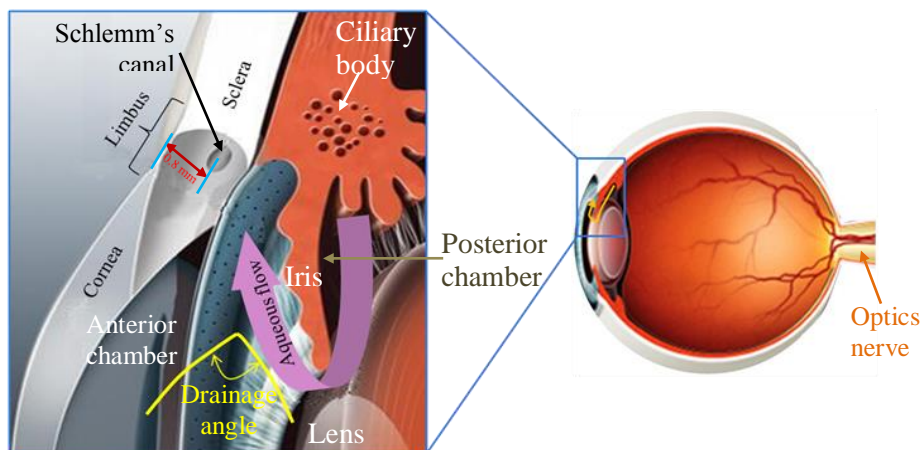 Schlemm's
canal
Ciliary
body
Sclera
Limbus
0.8 mm
Cornea
Iris
Posterior
chamber
Aqueous flow
Anterior
chamber
Drainage
angle
Lens
Optics
nerve